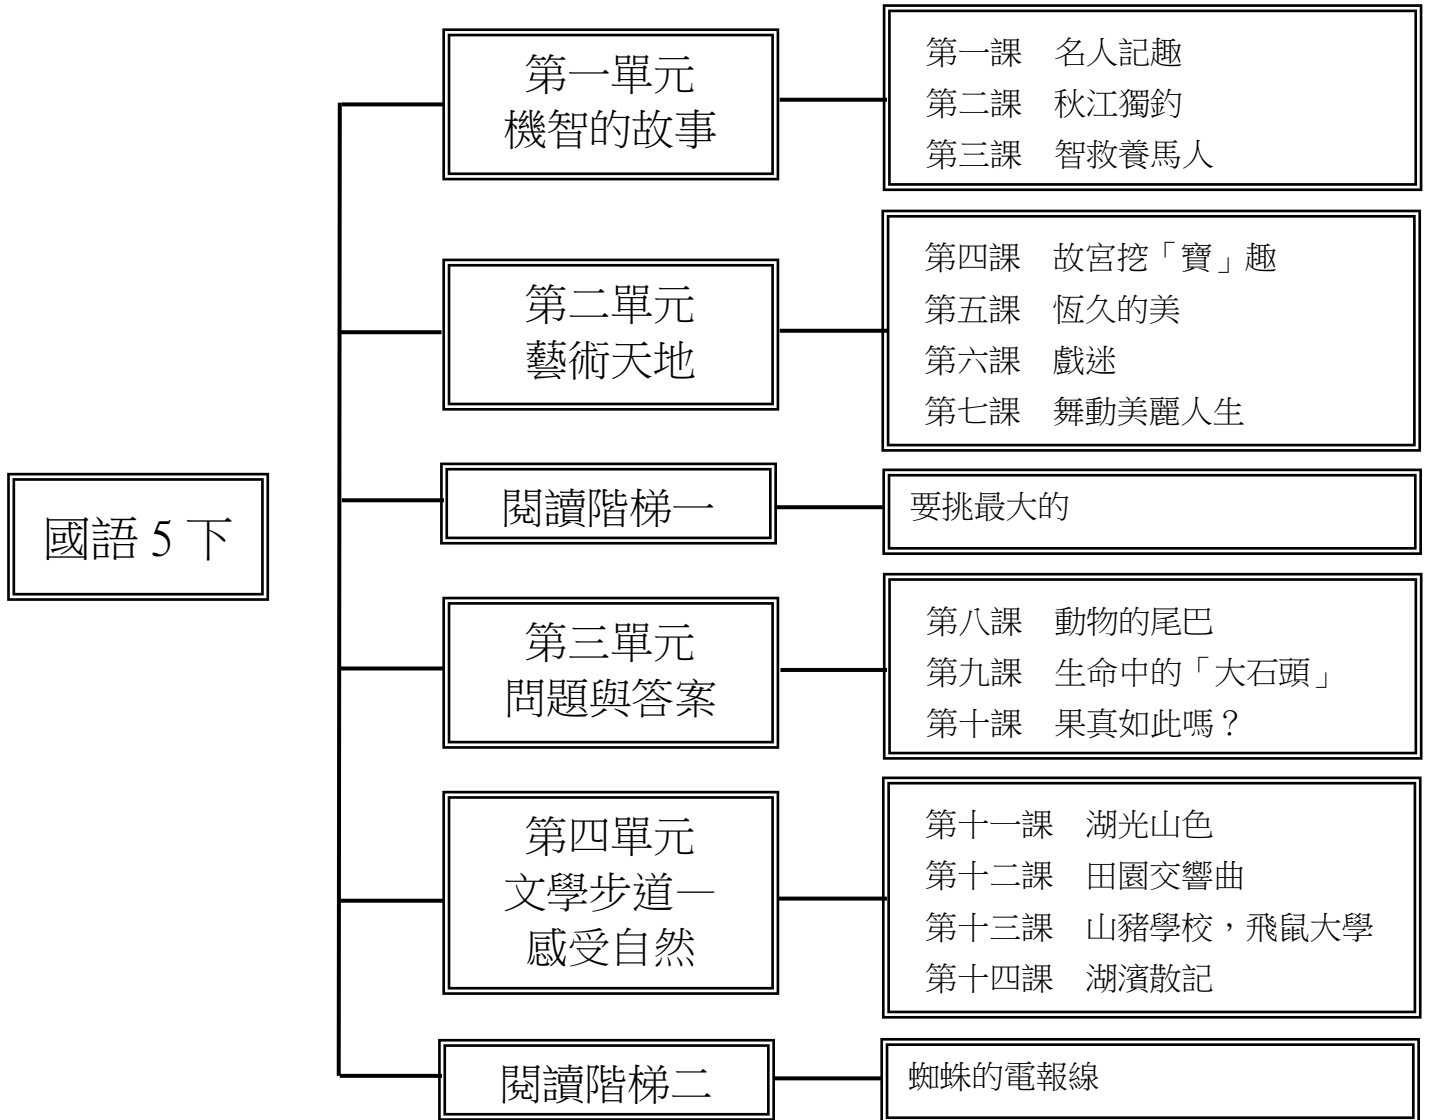 國語 5 下
第一單元
機智的故事
第一課　名人記趣
第二課　秋江獨釣
第三課　智救養馬人
第二單元
藝術天地
第四課　故宮挖「寶」趣
第五課　恆久的美
第六課　戲迷
第七課　舞動美麗人生
閱讀階梯一
要挑最大的
第三單元
問題與答案
第八課　動物的尾巴
第九課　生命中的「大石頭」
第十課　果真如此嗎？
第四單元
文學步道—
感受自然
第十一課　湖光山色
第十二課　田園交響曲
第十三課　山豬學校，飛鼠大學
第十四課　湖濱散記
閱讀階梯二
蜘蛛的電報線